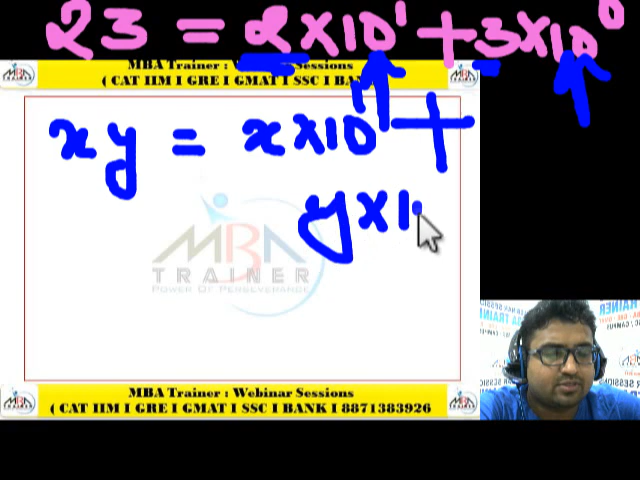 23 = 2×10¹ + 3×10⁰
MBA Trainer : Sessions
( CAT IIM I GRE I GMAT I SSC I BANK
xy = x×10¹ +
y×1
MBA
TRAINER
POWER OF PERSEVERANCE
MBA Trainer : Webinar Sessions
( CAT IIM I GRE I GMAT I SSC I BANK I 8871383926